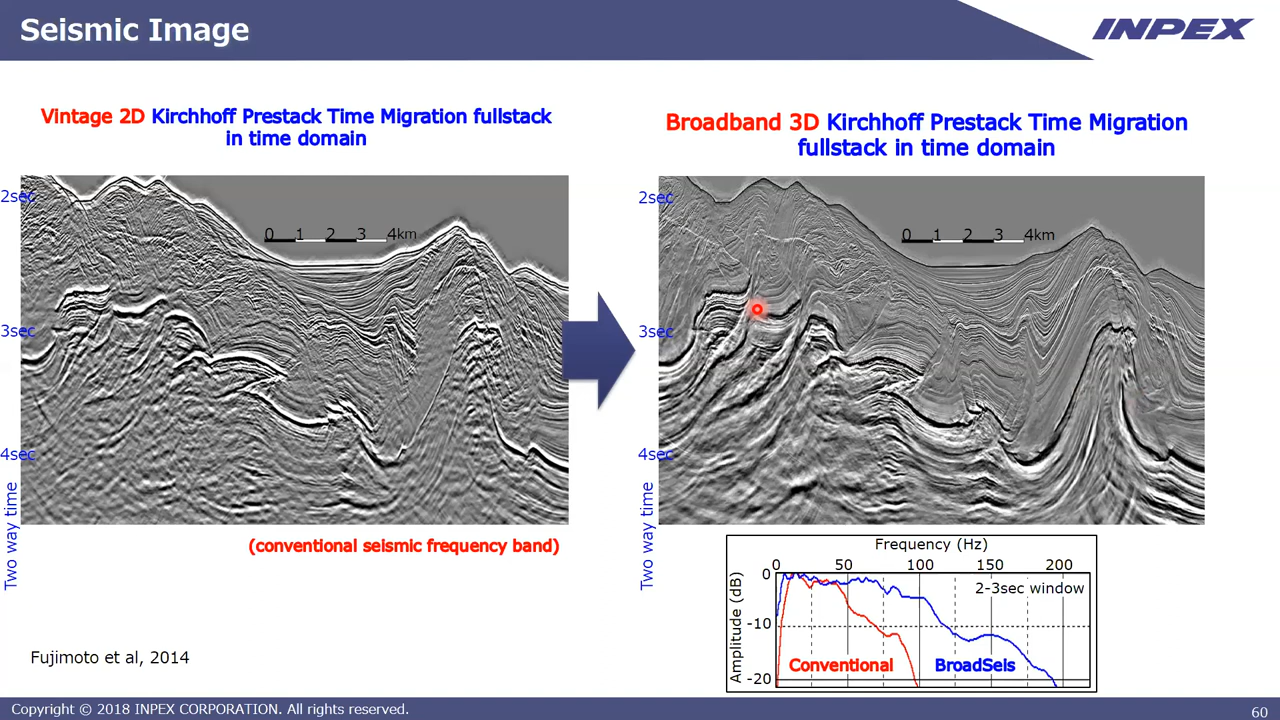 Seismic Image
INPEX
Vintage 2D Kirchhoff Prestack Time Migration fullstack
in time domain
2sec
3sec
4sec
Two way time
0 1 2 3 4km
(conventional seismic frequency band)
Broadband 3D Kirchhoff Prestack Time Migration
fullstack in time domain
2sec
3sec
4sec
Two way time
0 1 2 3 4km
Frequency (Hz)
0 50 100 150 200
Amplitude (dB)
0
-10
-20
2-3sec window
Conventional
BroadSeis
Fujimoto et al, 2014
Copyright © 2018 INPEX CORPORATION. All rights reserved.
60